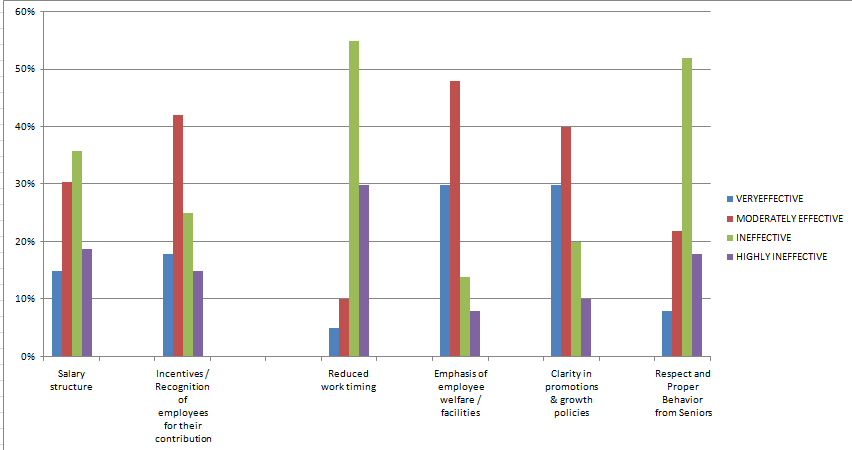 60%
50%
40%
30%
20%
10%
0%
Salary
structure
Incentives /
Recognition
of
employees
for their
contribution
Reduced
work timing
Emphasis of
employee
welfare /
facilities
Clarity in
promotions
& growth
policies
Respect and
Proper
Behavior
from Seniors
VERYEFFECTIVE
MODERATELY EFFECTIVE
INEFFECTIVE
HIGHLY INEFFECTIVE